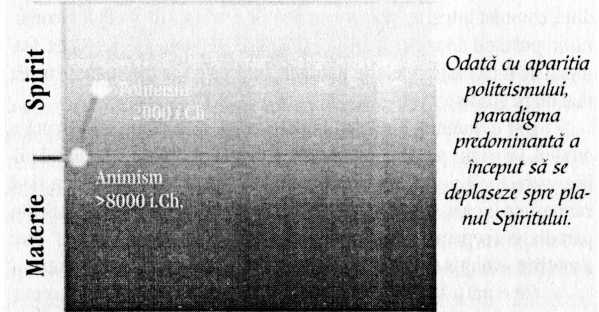 Spirit
Materie
Politeism
2000 î.Ch
Animism
>8000 î.Ch.
Odată cu apariția
politeismului,
paradigma
predominantă a
început să se
deplaseze spre pla-
nul Spiritului.